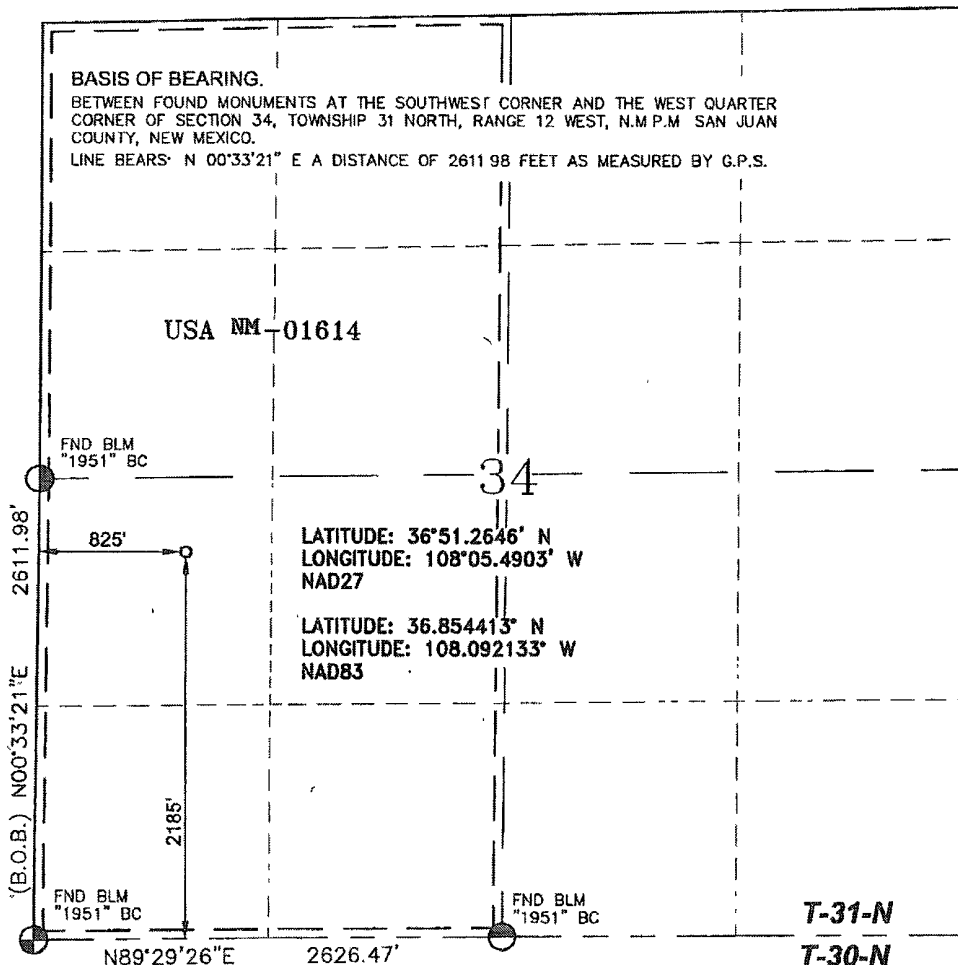 BASIS OF BEARING.
BETWEEN FOUND MONUMENTS AT THE SOUTHWEST CORNER AND THE WEST QUARTER
CORNER OF SECTION 34, TOWNSHIP 31 NORTH, RANGE 12 WEST, N.M P.M SAN JUAN
COUNTY, NEW MEXICO.
LINE BEARS: N 00°33'21" E A DISTANCE OF 2611 98 FEET AS MEASURED BY G.P.S.
USA NM-01614
FND BLM
"1951" BC
34
825'
LATITUDE: 36°51.2646' N
LONGITUDE: 108°05.4903' W
NAD27
LATITUDE: 36.854413° N
LONGITUDE: 108.092133° W
NAD83
(B.O.B.) N00°33'21"E 2611.98'
2185'
FND BLM
"1951" BC
FND BLM
"1951" BC
T-31-N
N89°29'26"E 2626.47'
T-30-N